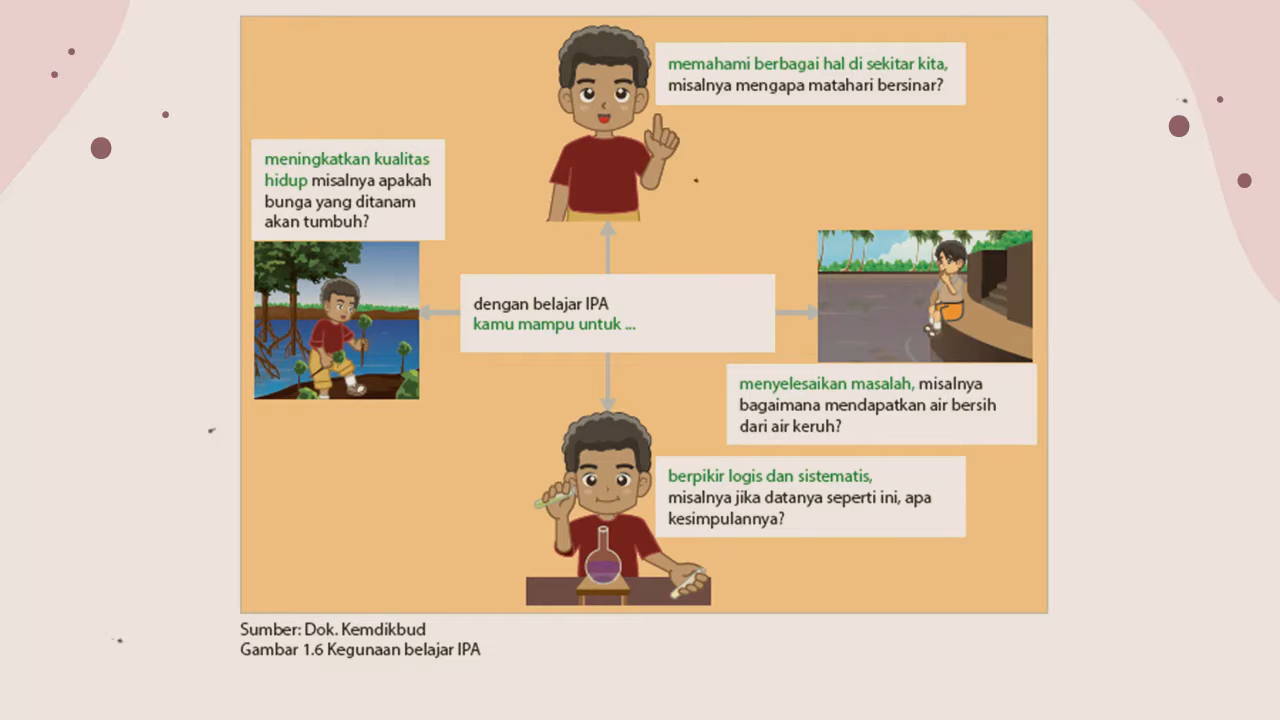 memahami berbagai hal di sekitar kita,
misalnya mengapa matahari bersinar?
meningkatkan kualitas
hidup misalnya apakah
bunga yang ditanam
akan tumbuh?
dengan belajar IPA
kamu mampu untuk ...
menyelesaikan masalah, misalnya
bagaimana mendapatkan air bersih
dari air keruh?
berpikir logis dan sistematis,
misalnya jika datanya seperti ini, apa
kesimpulannya?
Sumber: Dok. Kemdikbud
Gambar 1.6 Kegunaan belajar IPA